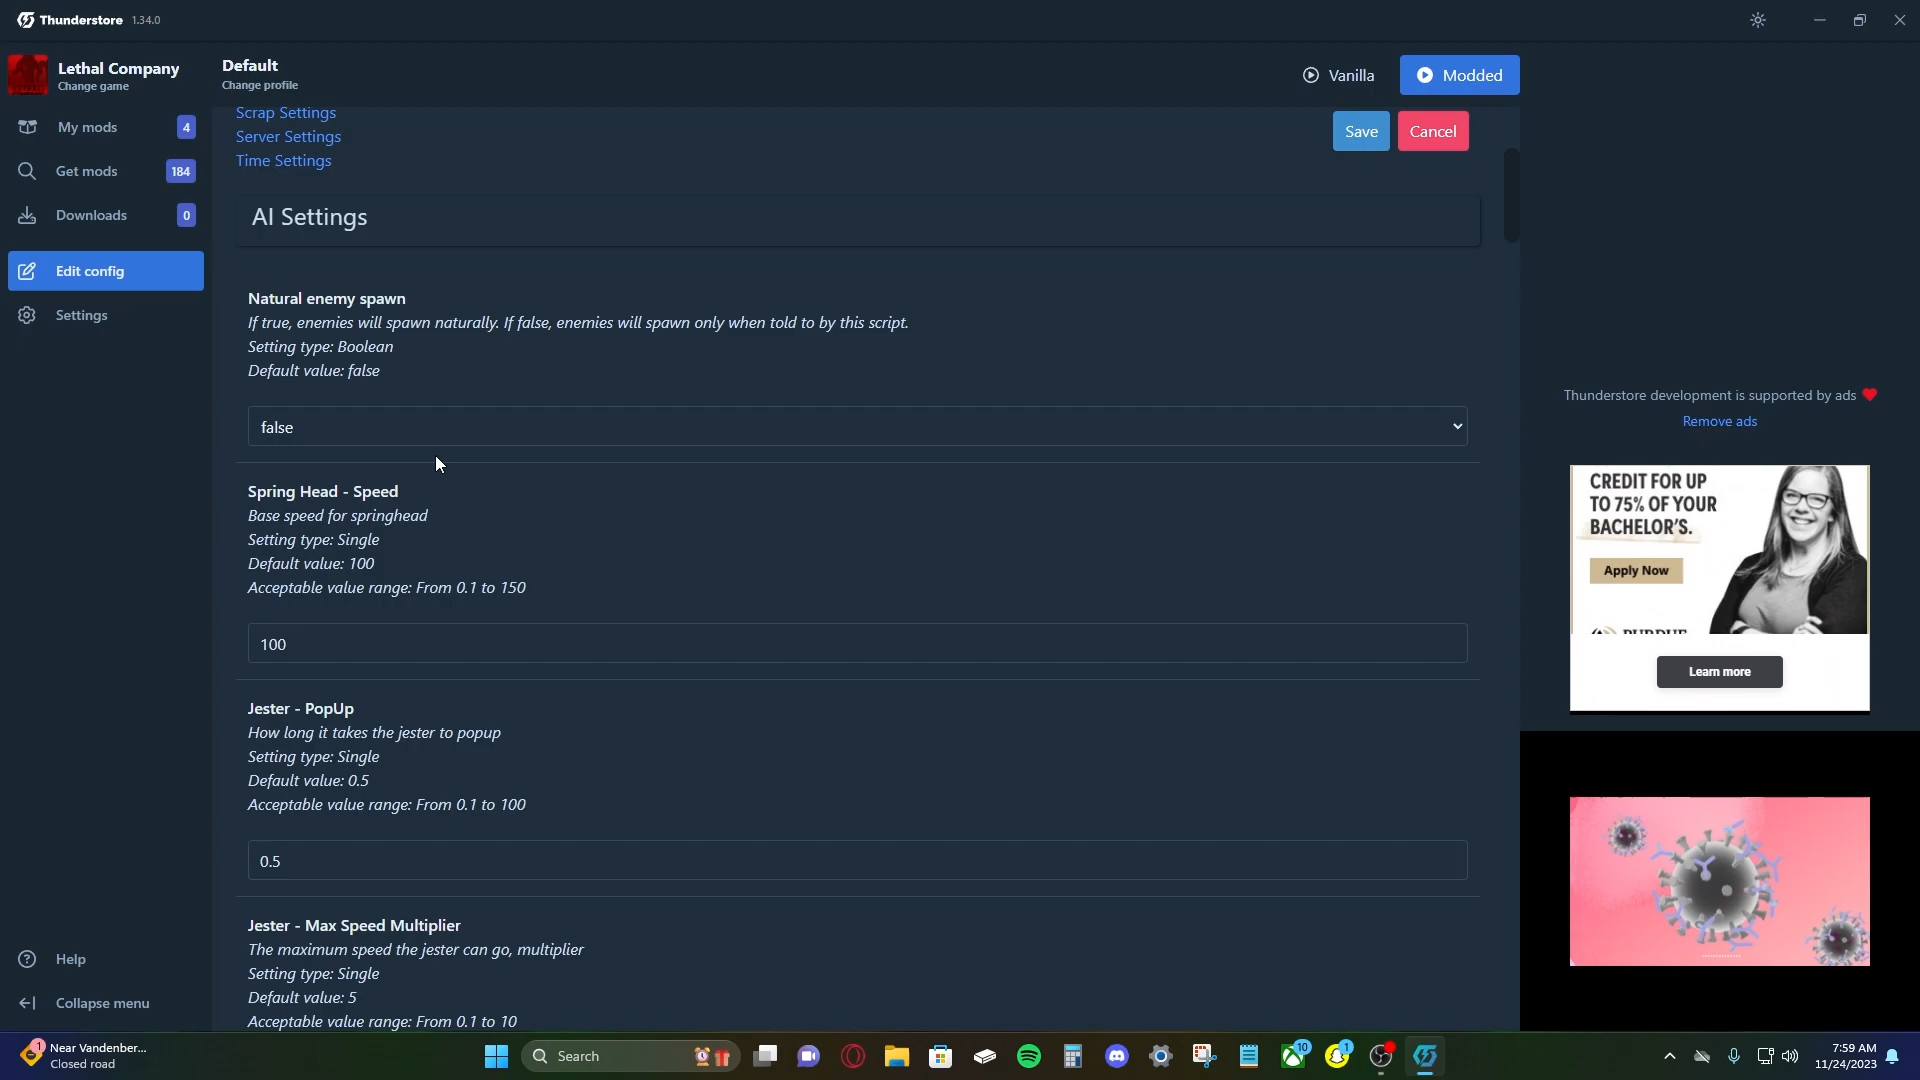 Thunderstore 1.34.0
Lethal Company
Change game
Default
Change profile
Vanilla
Modded
My mods 4
Get mods 184
Downloads 0
Edit config
Settings
Help
Collapse menu
Scrap Settings
Server Settings
Time Settings
Save
Cancel
AI Settings
Natural enemy spawn
If true, enemies will spawn naturally. If false, enemies will spawn only when told to by this script.
Setting type: Boolean
Default value: false
false
Spring Head - Speed
Base speed for springhead
Setting type: Single
Default value: 100
Acceptable value range: From 0.1 to 150
100
Jester - PopUp
How long it takes the jester to popup
Setting type: Single
Default value: 0.5
Acceptable value range: From 0.1 to 100
0.5
Jester - Max Speed Multiplier
The maximum speed the jester can go, multiplier
Setting type: Single
Default value: 5
Acceptable value range: From 0.1 to 10
Thunderstore development is supported by ads
Remove ads
CREDIT FOR UP
TO 75% OF YOUR
BACHELOR'S.
Apply Now
PURDUE
Learn more
1
Near Vandenber...
Closed road
Search
10
1
7:59 AM
11/24/2023